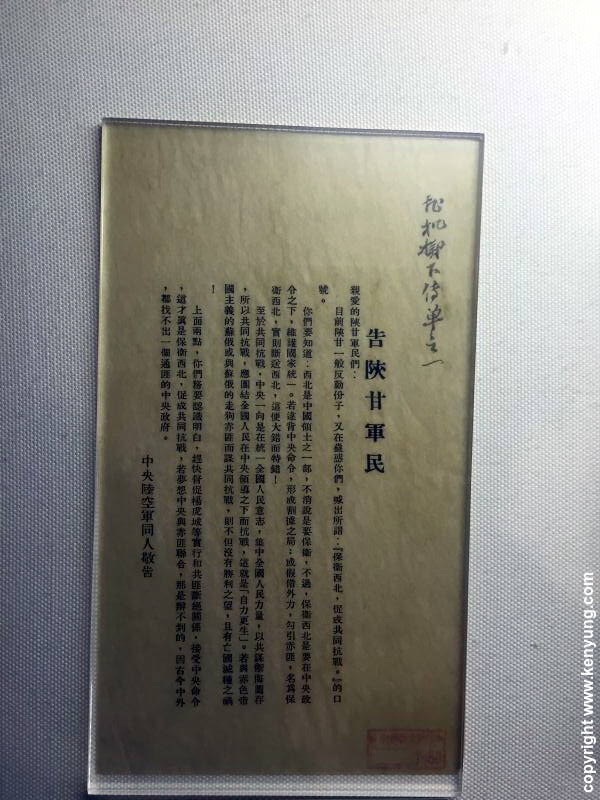 飛机擲下傳單之一
告陝甘軍民
親愛的陝甘軍民們：
目前陝甘一般反動份子，又在蠱惑你們，喊出所謂：『保衛西北，促成共同抗戰。』的口
號。
你們要知道：西北是中國領土之一部，不消說是要保衛，不過，保衛西北是要在中央政
令之下，維護國家統一。若違背中央命令，形成割據之局；或假借外力，勾引赤匪，名爲保
衛西北，實則斷送西北，這便大錯而特錯！
至於共同抗戰，中央一向是在統一全國人民意志，集中全國人民力量，以共謀禦侮圖存
，所以共同抗戰，應團結全國人民在中央領導之下而抗戰，這就是「自力更生」。若與赤色帝
國主義的蘇俄或與蘇俄的走狗赤匪而謀共同抗戰，則不但沒有勝利之望，且有亡國滅種之禍
！
上面兩點，你們務要認識明白，趕快督促楊虎城等實行和共匪斷絕關係，接受中央命令
，這才眞是保衛西北，促成共同抗戰，若夢想中央與赤匪聯合，那是辦不到的，因古今中外
，都找不出一個通匪的中央政府。
中央陸空軍同人敬告
copyright www.kenyung.com